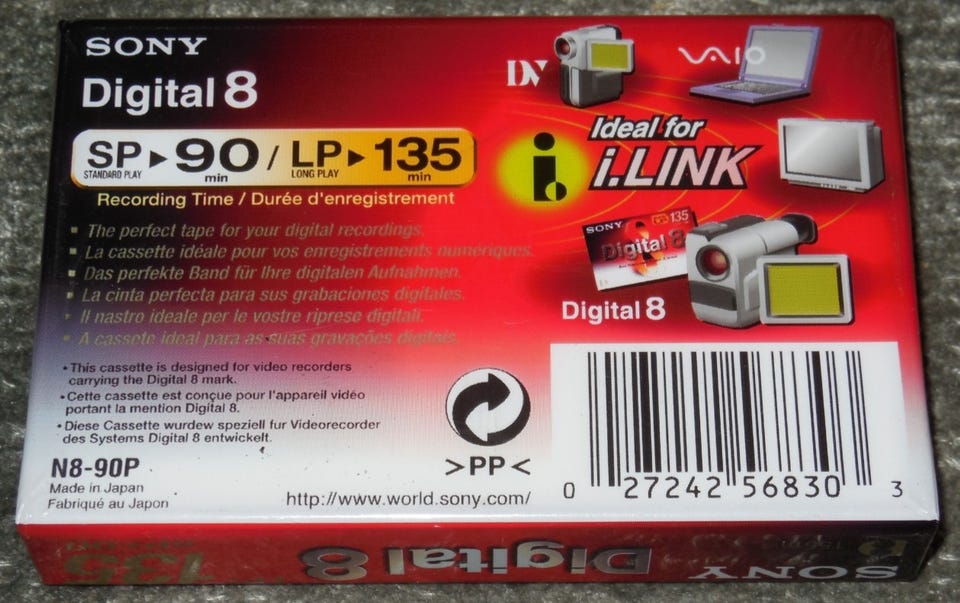 SONY
Digital 8
SP ▶ 90 / LP ▶ 135
STANDARD PLAY min LONG PLAY min
Recording Time / Durée d'enregistrement
▪ The perfect tape for your digital recordings.
▪ La cassette idéale pour vos enregistrements numeriques.
▪ Das perfekte Band für Ihre digitalen Aufnahmen.
▪ La cinta perfecta para sus grabaciones digitales.
▪ Il nastro ideale per le vostre riprese digitali.
▪ A cassete ideal para as suas gravações digitais.
• This cassette is designed for video recorders
carrying the Digital 8 mark.
• Cette cassette est conçue pour l'appareil vidéo
portant la mention Digital 8.
• Diese Cassette wurdew speziell fur Videorecorder
des Systems Digital 8 entwickelt.
N8-90P
Made in Japan
Fabriqué au Japon
http://www.world.sony.com/
>PP<
DV
VAIO
Ideal for
i.LINK
SONY 135
Digital 8
Digital 8
0 27242 56830 3
SONY
Digital 8
135